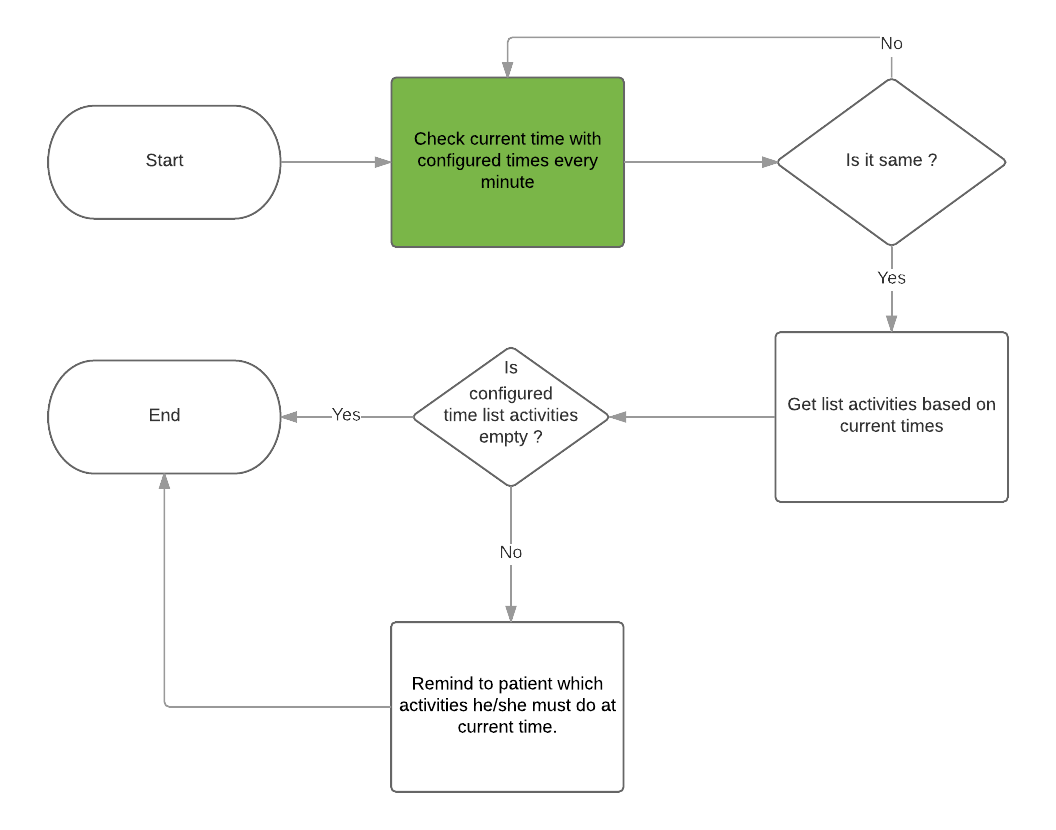 No
Start
Check current time with
configured times every
minute
Is it same ?
Yes
Get list activities based on
current times
Is
configured
time list activities
empty ?
Yes
End
No
Remind to patient which
activities he/she must do at
current time.